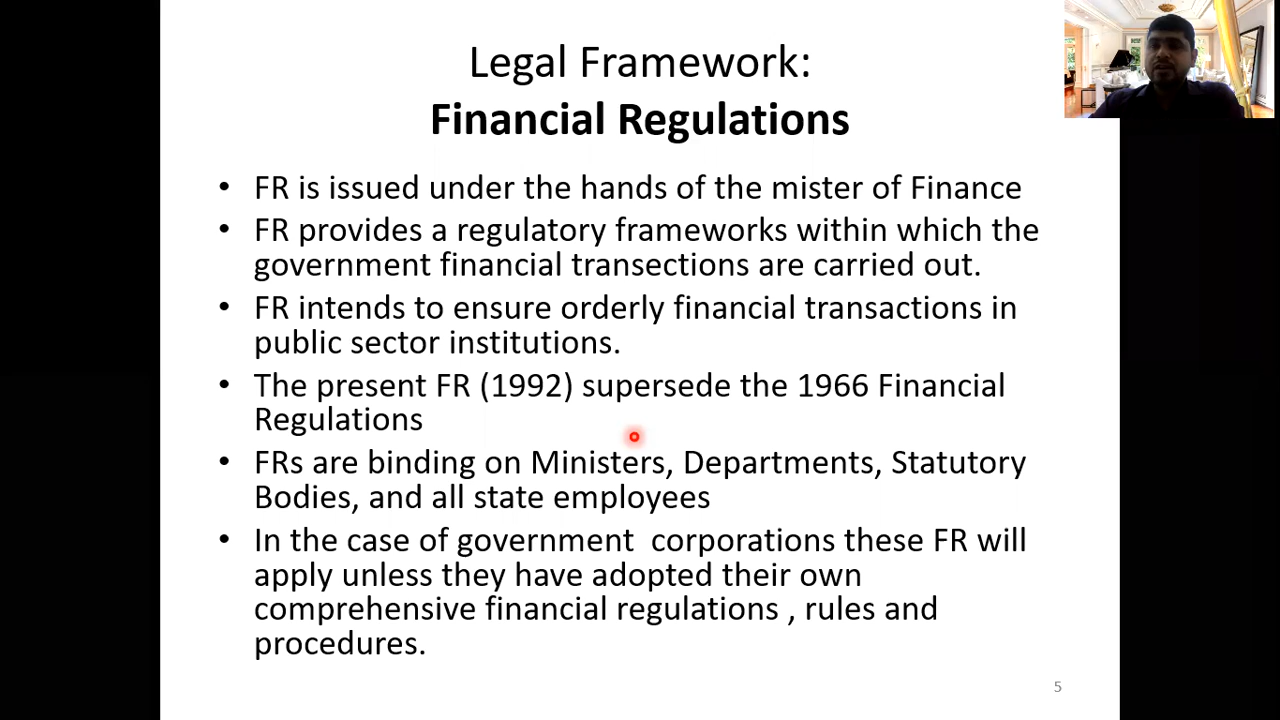 Legal Framework:
Financial Regulations
• FR is issued under the hands of the mister of Finance
• FR provides a regulatory frameworks within which the
government financial transections are carried out.
• FR intends to ensure orderly financial transactions in
public sector institutions.
• The present FR (1992) supersede the 1966 Financial
Regulations
• FRs are binding on Ministers, Departments, Statutory
Bodies, and all state employees
• In the case of government  corporations these FR will
apply unless they have adopted their own
comprehensive financial regulations , rules and
procedures.
5